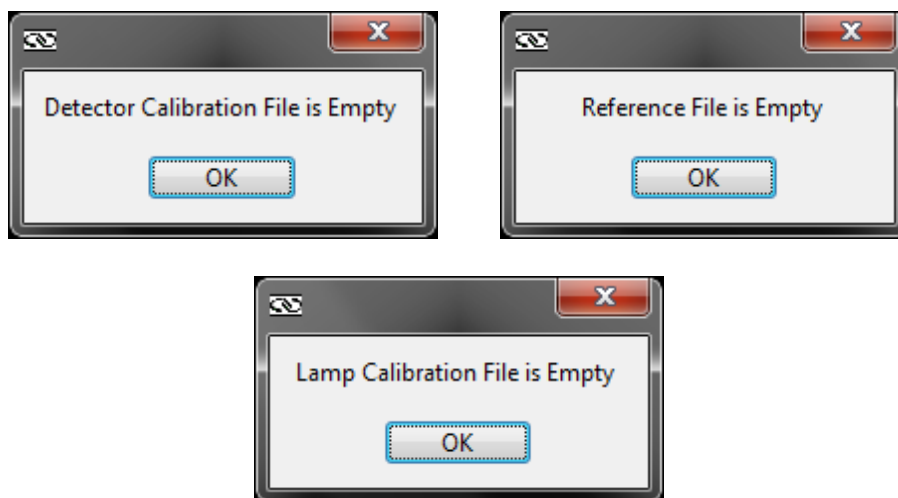 Detector Calibration File is Empty
OK
Reference File is Empty
OK
Lamp Calibration File is Empty
OK